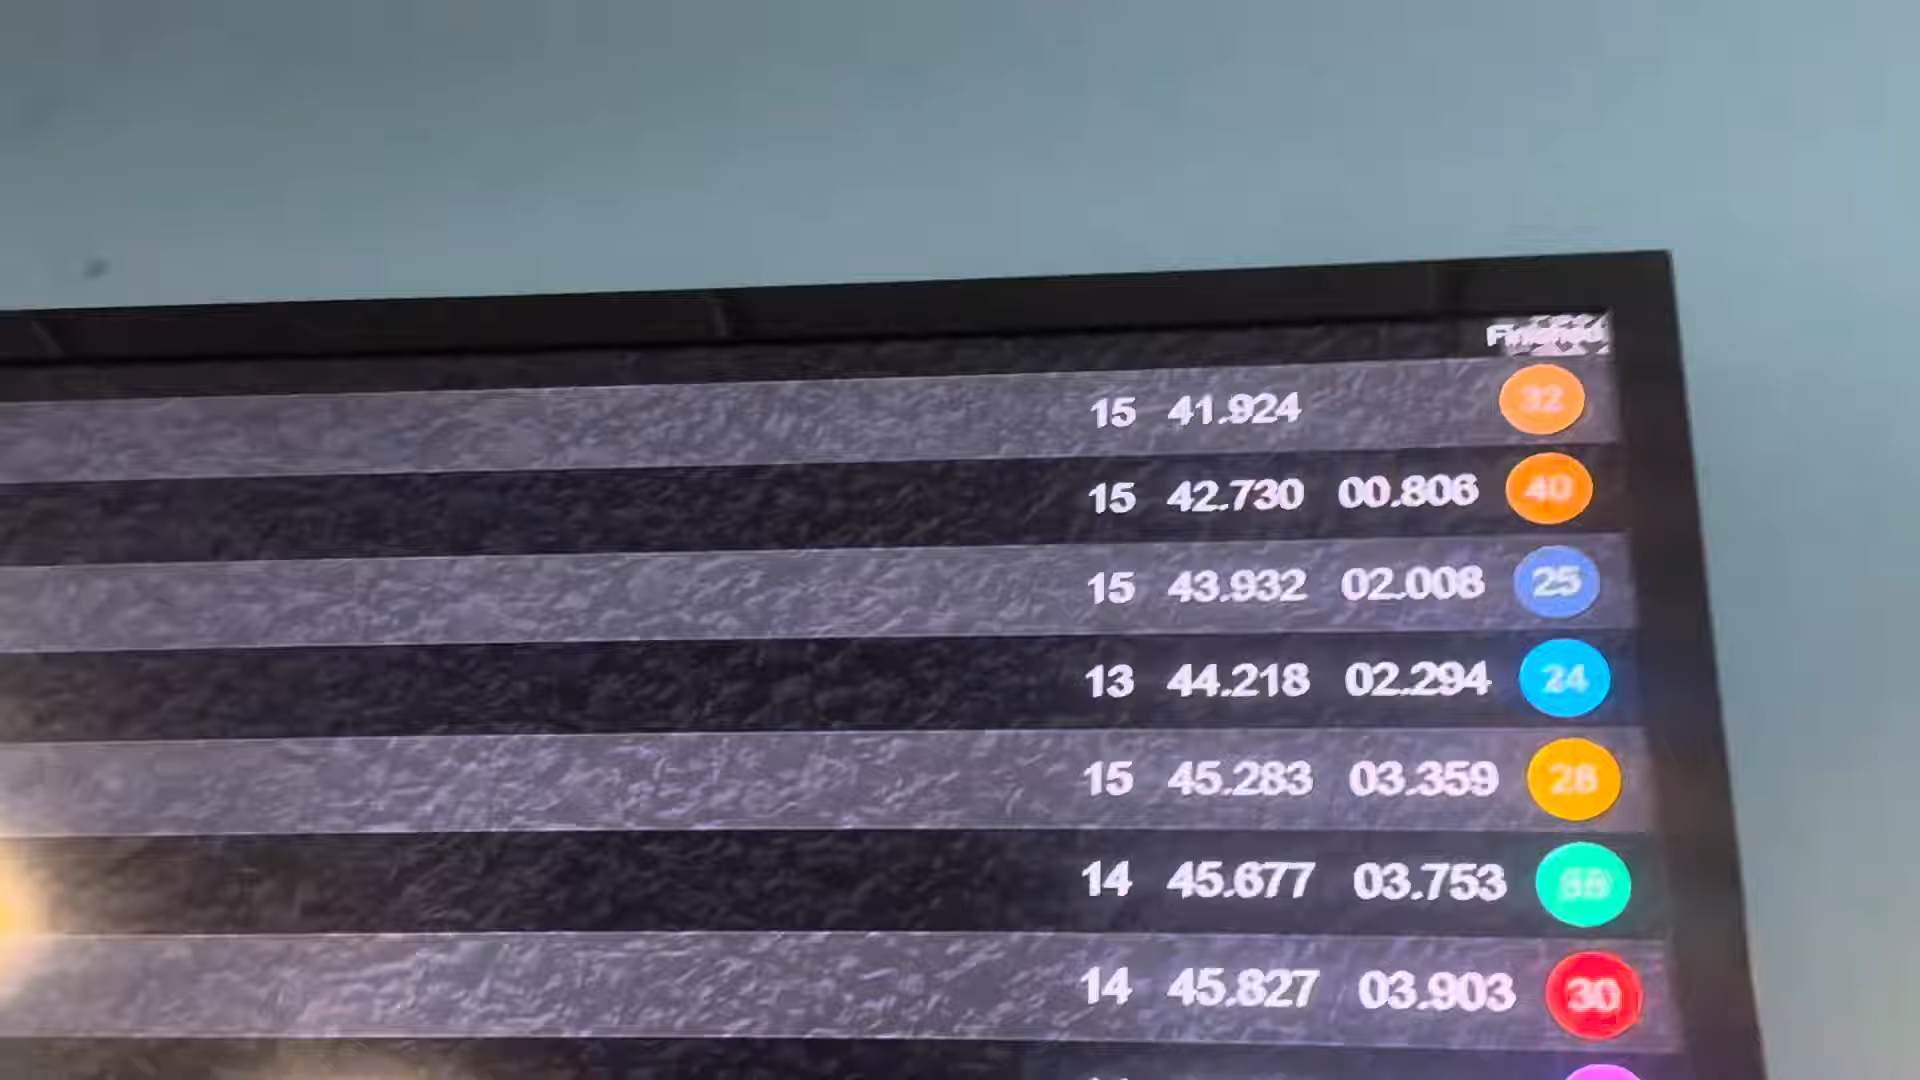 Finished
15 41.924 32
15 42.730 00.806 40
15 43.932 02.008 25
13 44.218 02.294 24
15 45.283 03.359 28
14 45.677 03.753
14 45.827 03.903 30